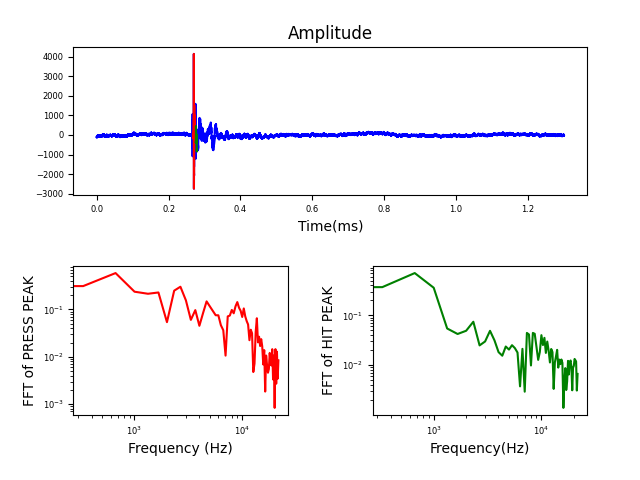 Amplitude
4000
3000
2000
1000
0
−1000
−2000
−3000
0.0 0.2 0.4 0.6 0.8 1.0 1.2
Time(ms)
FFT of PRESS PEAK
10⁻¹
10⁻²
10⁻³
10³ 10⁴
Frequency (Hz)
FFT of HIT PEAK
10⁻¹
10⁻²
10³ 10⁴
Frequency(Hz)